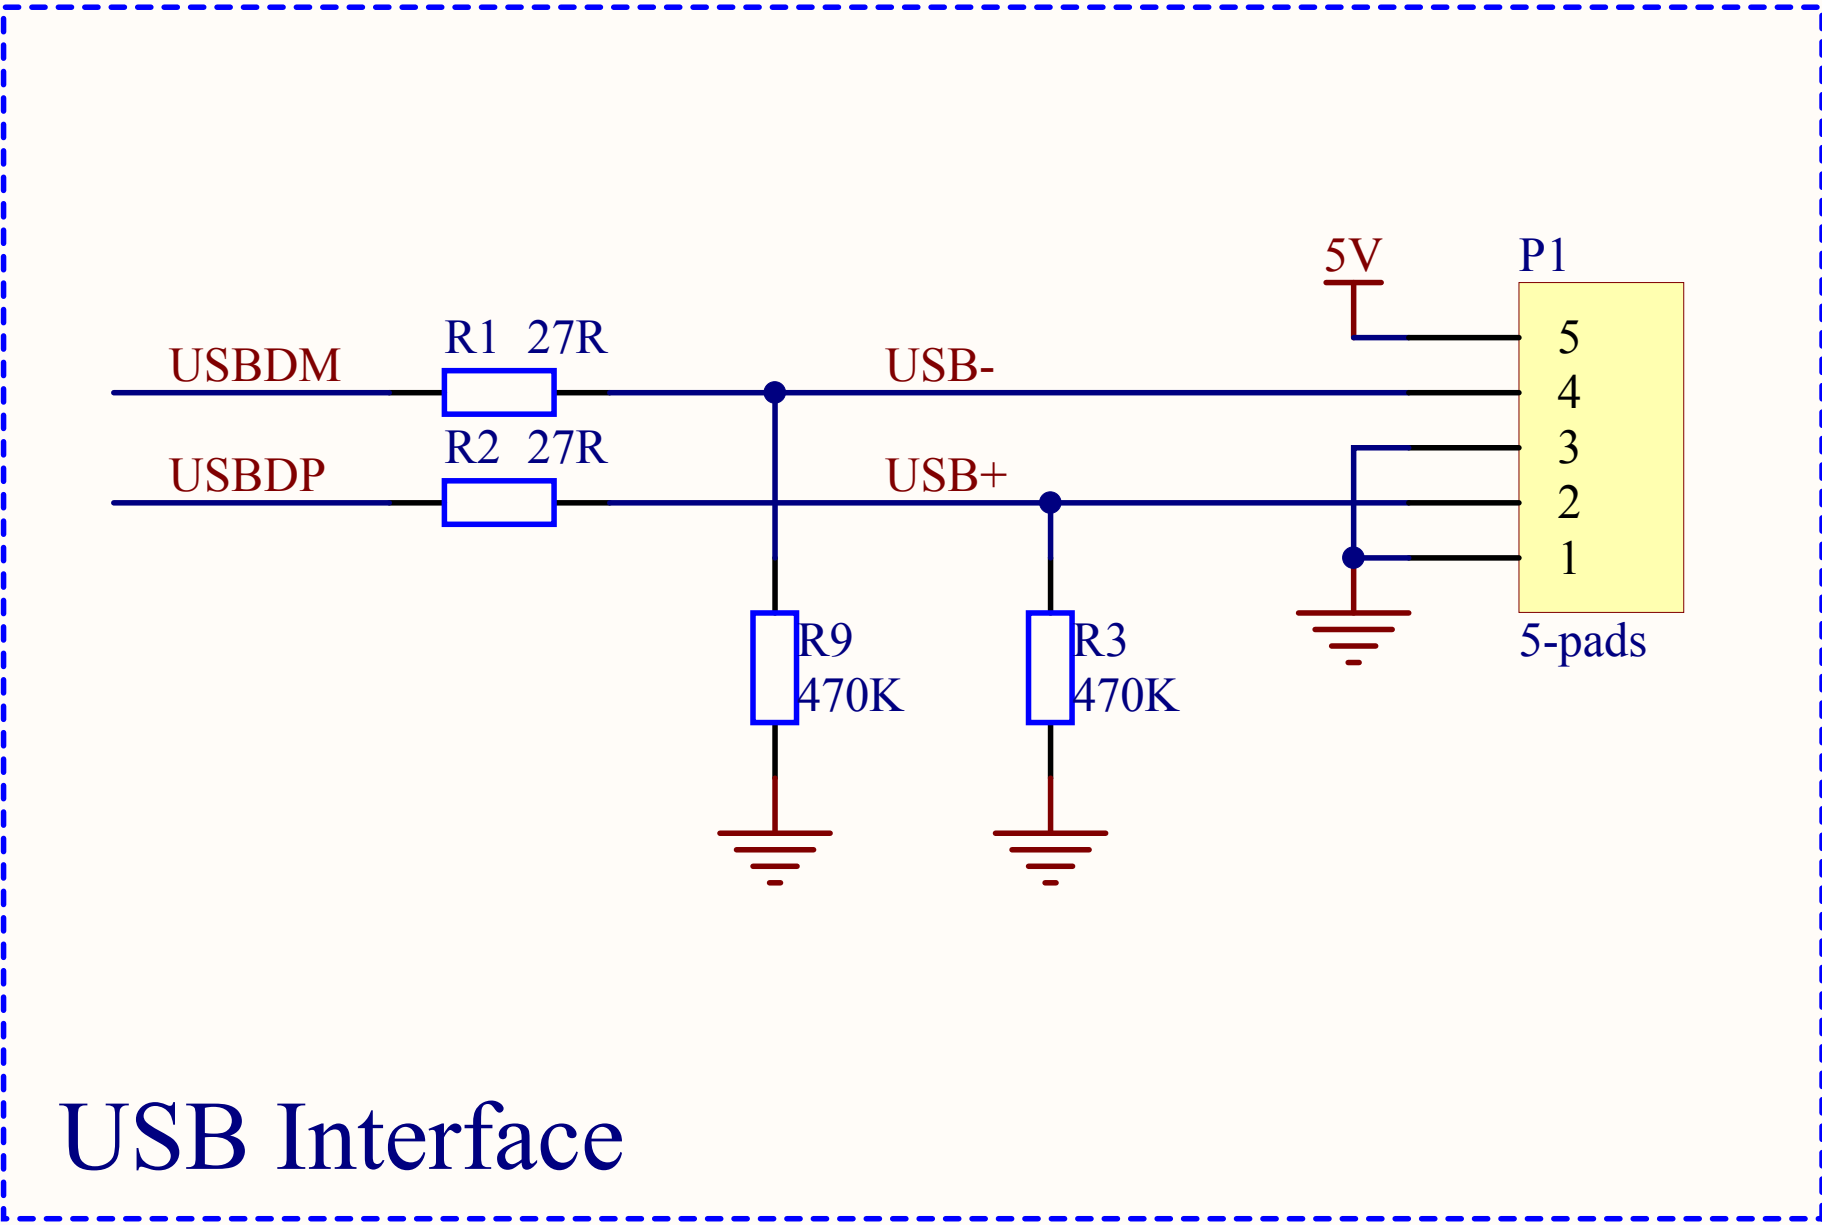 5V
P1
R1 27R
USBDM
USB-
5
4
R2 27R
USBDP
USB+
3
2
1
R9
470K
R3
470K
5-pads
USB Interface